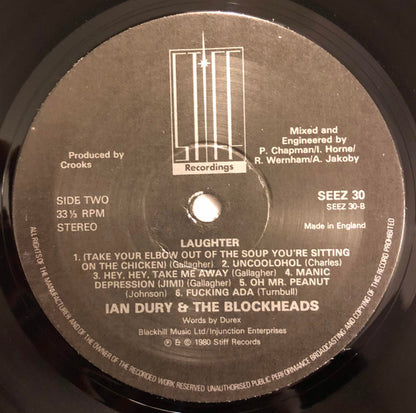 STIFF
Recordings
Produced by
Crooks
Mixed and
Engineered by
P. Chapman/I. Horne/
R. Wernham/A. Jakoby
SIDE TWO
33 ⅓ RPM
STEREO
SEEZ 30
SEEZ 30-B
Made in England
LAUGHTER
1. (TAKE YOUR ELBOW OUT OF THE SOUP YOU'RE SITTING
ON THE CHICKEN) (Gallagher) 2. UNCOOLOHOL (Charles)
3. HEY, HEY, TAKE ME AWAY (Gallagher) 4. MANIC
DEPRESSION (JIMI) (Gallagher) 5. OH MR. PEANUT
(Johnson) 6. FUCKING ADA (Turnbull)
IAN DURY & THE BLOCKHEADS
Words by Durex
Blackhill Music Ltd/Injunction Enterprises
℗ & © 1980 Stiff Records
ALL RIGHTS OF THE MANUFACTURER AND OF THE OWNER OF THE RECORDED WORK RESERVED UNAUTHORISED PUBLIC PERFORMANCE BROADCASTING AND COPYING OF THIS RECORD PROHIBITED